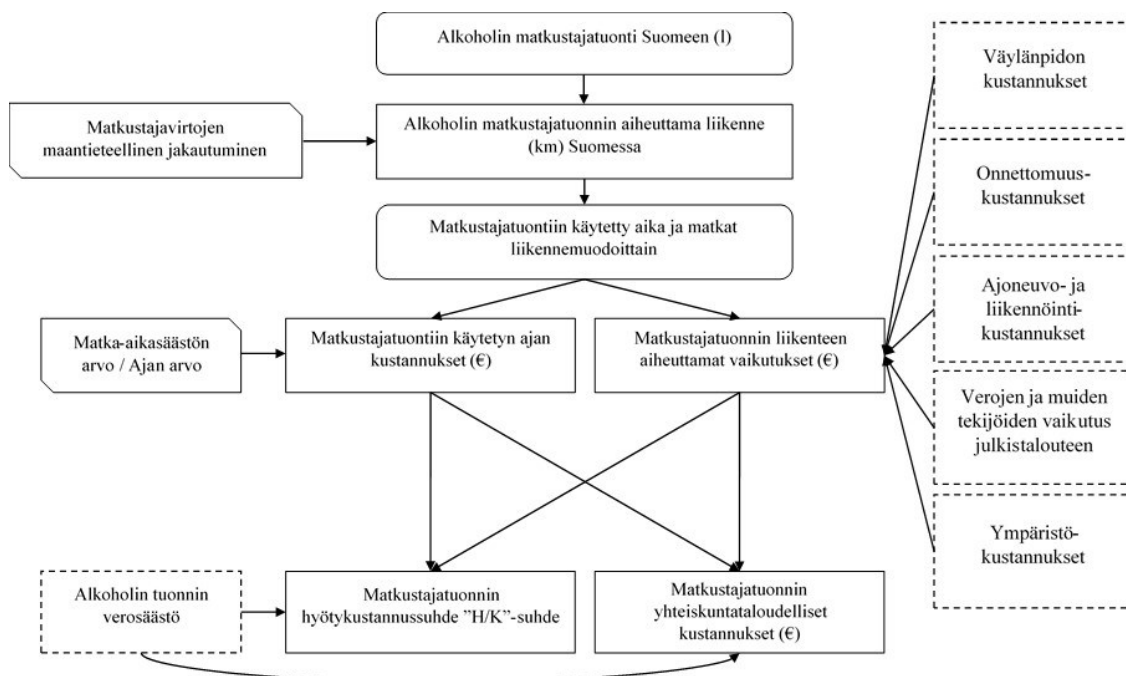 Alkoholin matkustajatuonti Suomeen (l)
Väylänpidon
kustannukset
Matkustajavirtojen
maantieteellinen jakautuminen
Alkoholin matkustajatuonnin aiheuttama liikenne
(km) Suomessa
Onnettomuus-
kustannukset
Matkustajatuontiin käytetty aika ja matkat
liikennemuodoittain
Ajoneuvo- ja
liikennöinti-
kustannukset
Matka-aikasäästön
arvo / Ajan arvo
Matkustajatuontiin käytetyn ajan
kustannukset (€)
Matkustajatuonnin liikenteen
aiheuttamat vaikutukset (€)
Verojen ja muiden
tekijöiden vaikutus
julkistalouteen
Ympäristö-
kustannukset
Alkoholin tuonnin
verosäästö
Matkustajatuonnin
hyötykustannussuhde ”H/K”-suhde
Matkustajatuonnin
yhteiskuntataloudelliset
kustannukset (€)